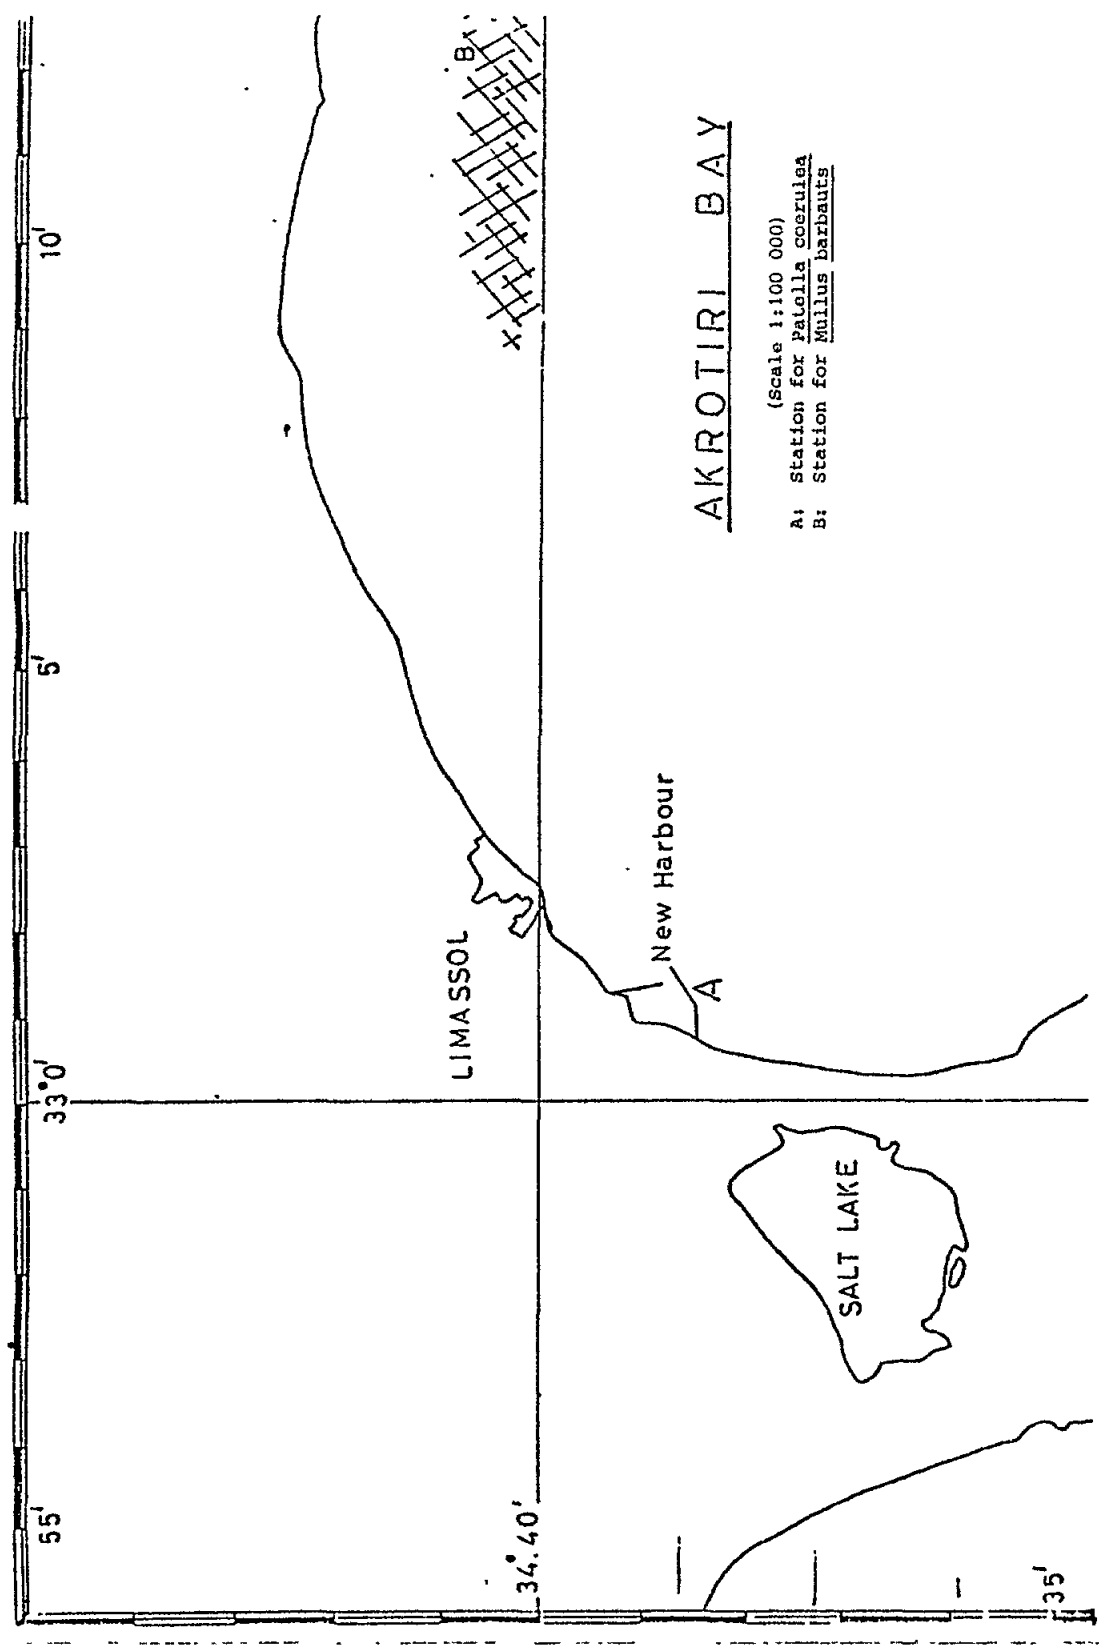 55'
33°0'
5'
10'
34°.40'
35'
LIMASSOL
New Harbour
A
SALT LAKE
B
X
AKROTIRI BAY
(Scale 1:100 000)
A: Station for Patella coerulea
B: Station for Mullus barbauts